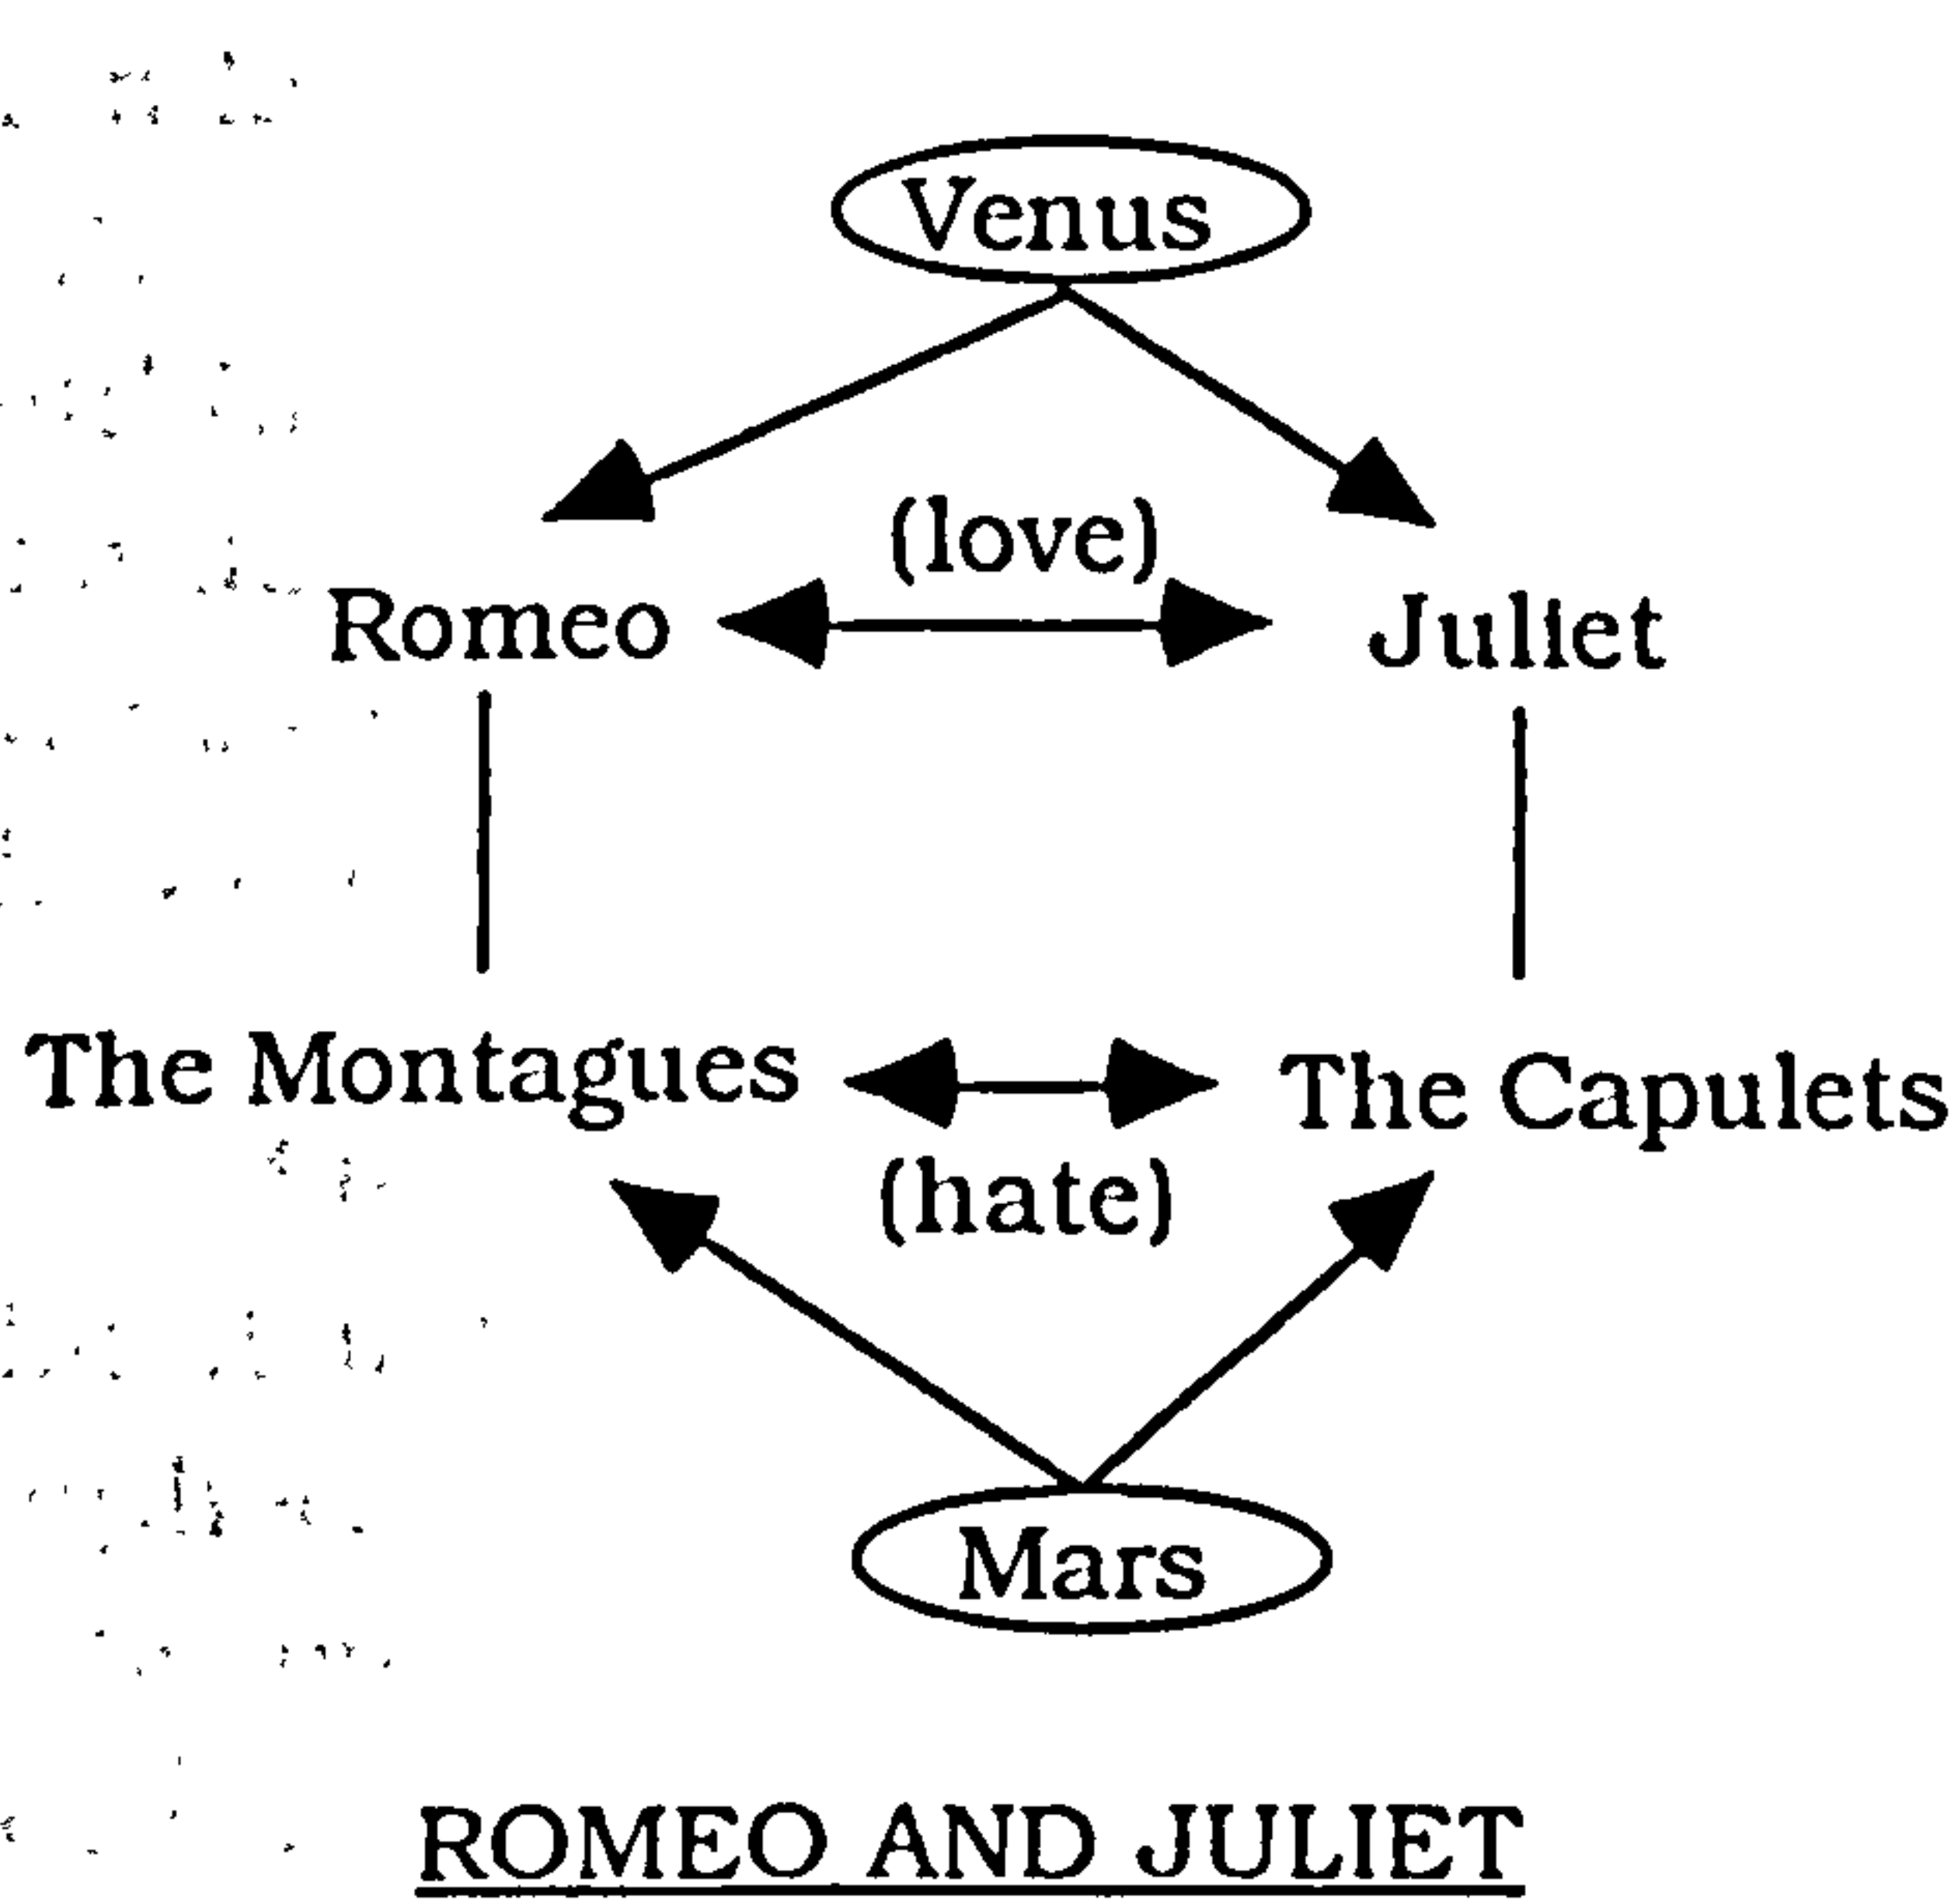 Venus
(love)
Romeo
Juliet
The Montagues
The Capulets
(hate)
Mars
ROMEO AND JULIET